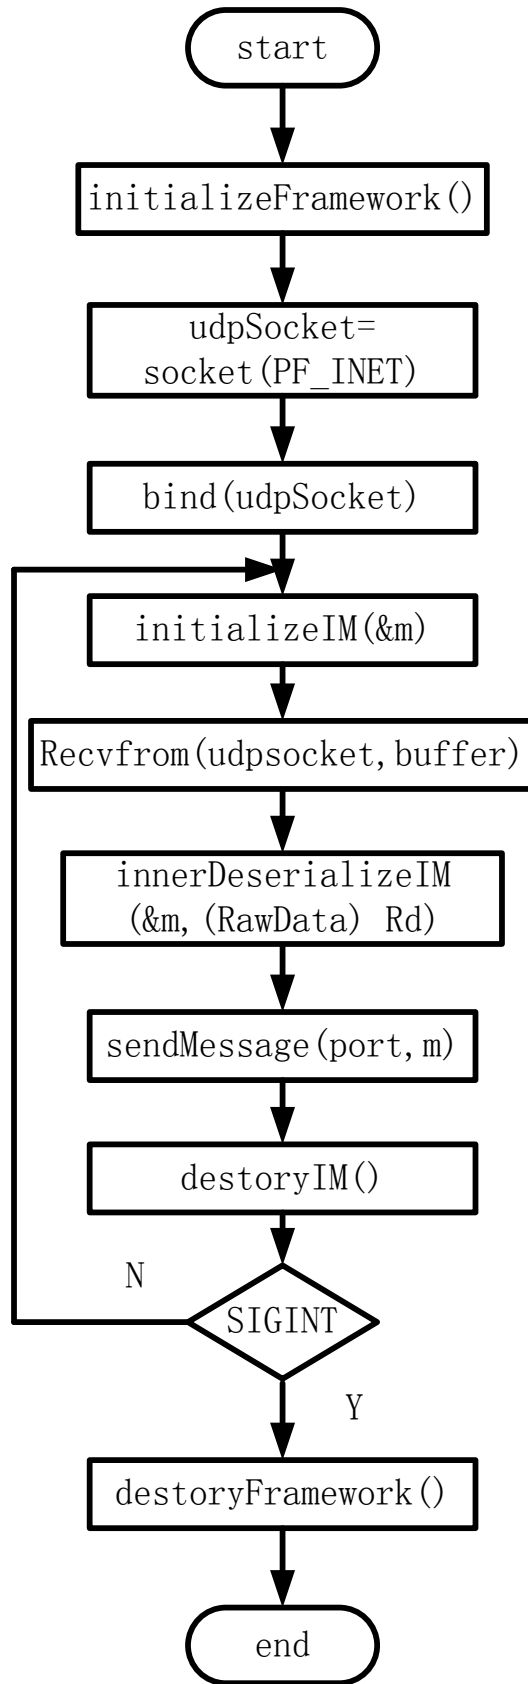 start
initializeFramework()
udpSocket=
socket(PF_INET)
bind(udpSocket)
initializeIM(&m)
Recvfrom(udpsocket,buffer)
innerDeserializeIM
(&m,(RawData) Rd)
sendMessage(port,m)
destoryIM()
N
SIGINT
Y
destoryFramework()
end